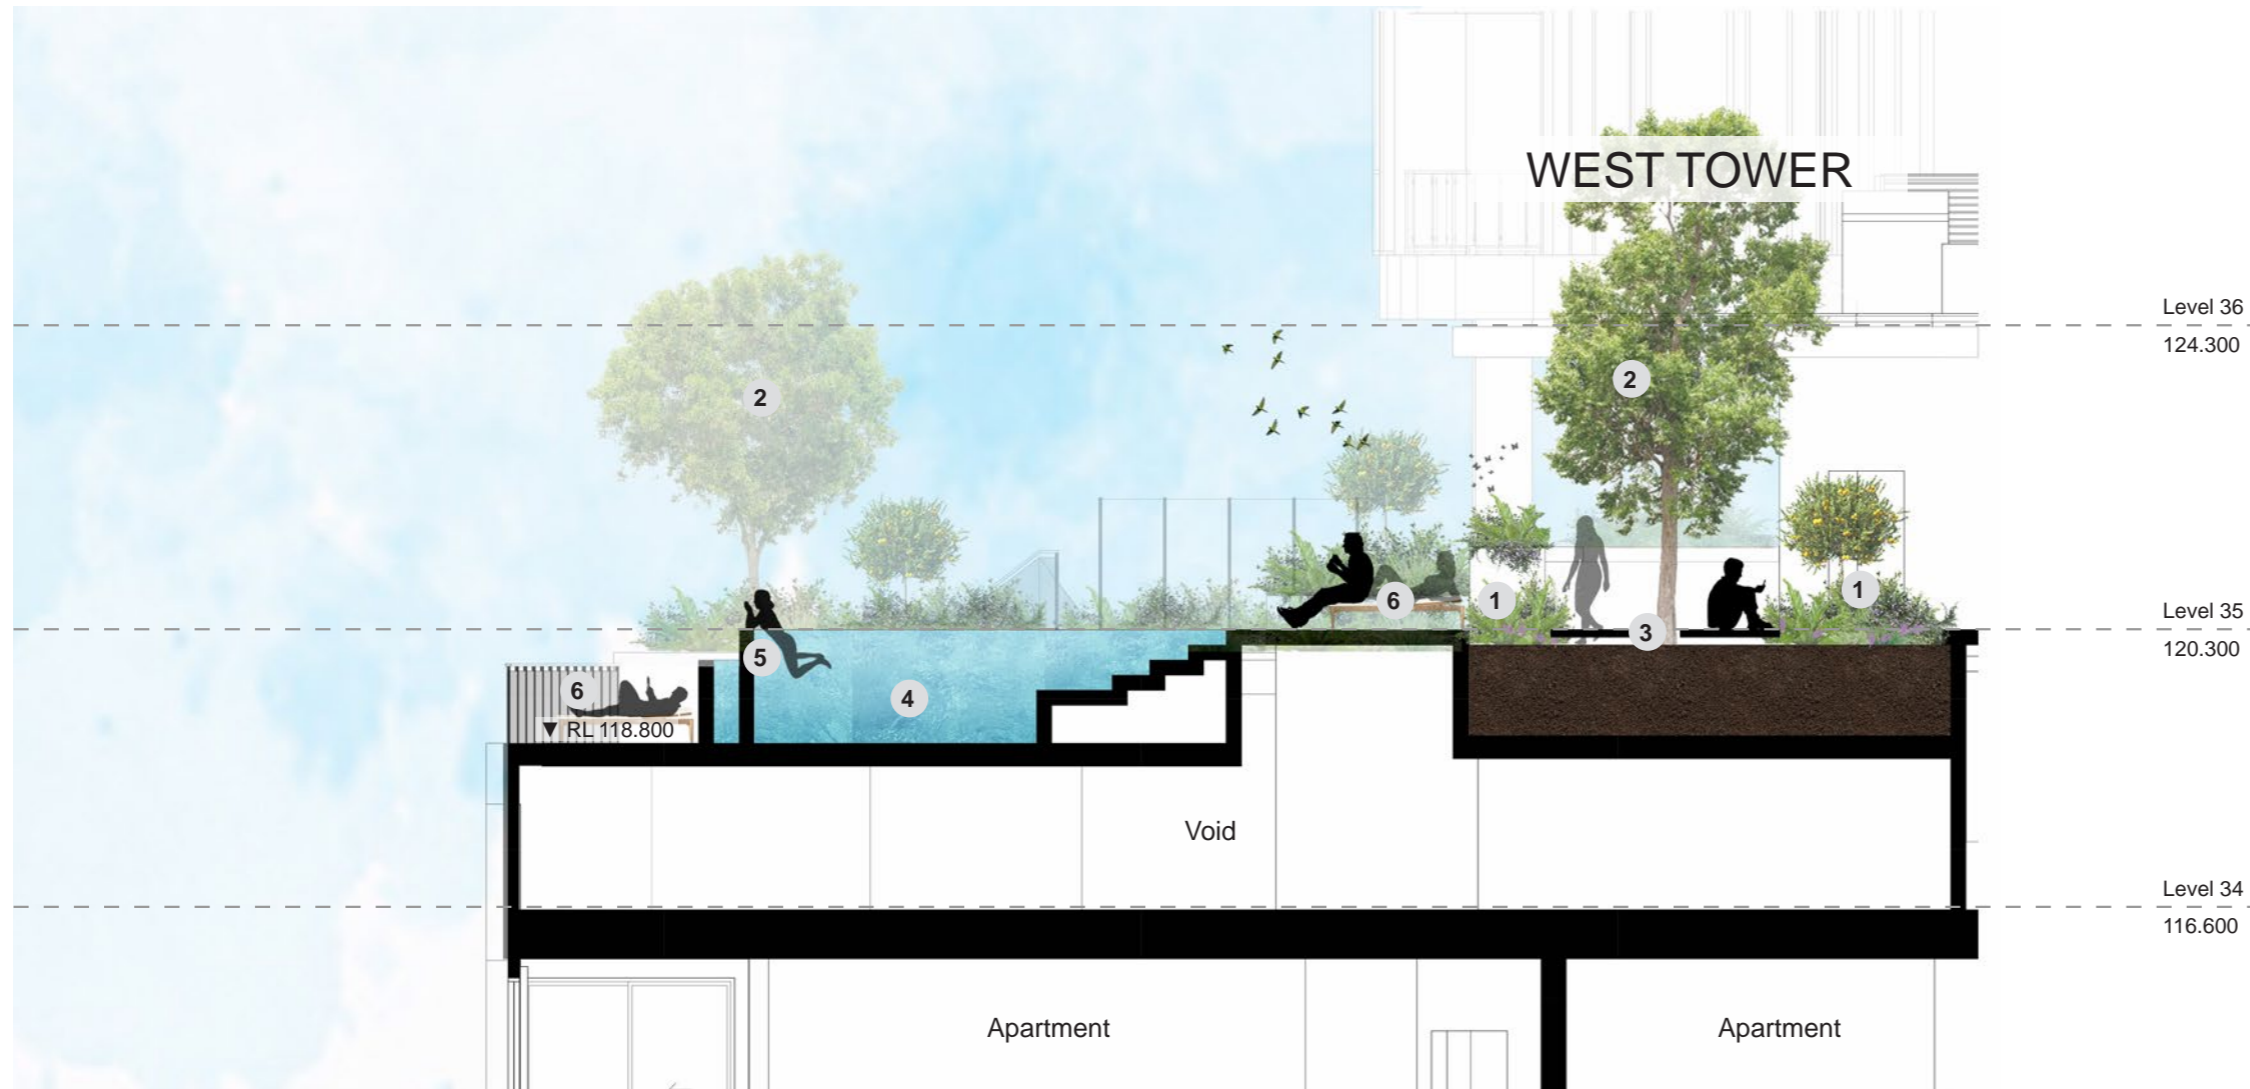 WEST TOWER
Level 36
124.300
2
2
Level 35
120.300
1
6
1
3
5
6
4
▼ RL 118.800
Void
Level 34
116.600
Apartment
Apartment